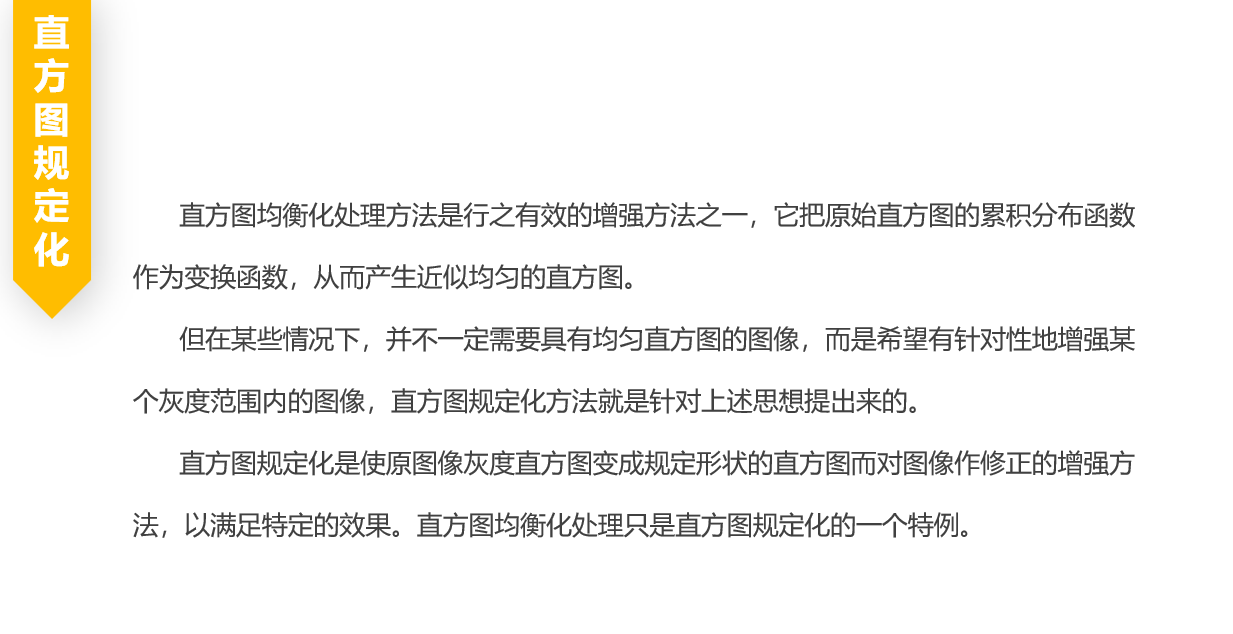 直方图规定化
直方图均衡化处理方法是行之有效的增强方法之一，它把原始直方图的累积分布函数
作为变换函数，从而产生近似均匀的直方图。
但在某些情况下，并不一定需要具有均匀直方图的图像，而是希望有针对性地增强某
个灰度范围内的图像，直方图规定化方法就是针对上述思想提出来的。
直方图规定化是使原图像灰度直方图变成规定形状的直方图而对图像作修正的增强方
法，以满足特定的效果。直方图均衡化处理只是直方图规定化的一个特例。